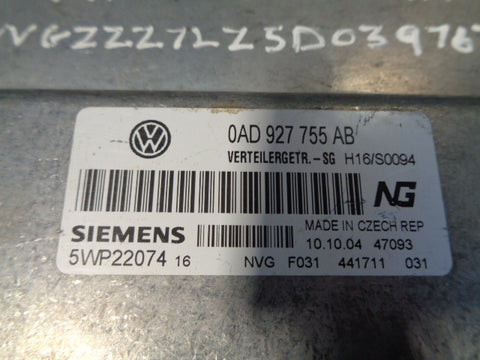 WVGZZZ7LZ5D03976
0AD 927 755 AB
VERTEILERGETR.-SG H16/S0094
NG
MADE IN CZECH REP
SIEMENS
10.10.04 47093
5WP22074 16
NVG F031 441711 031